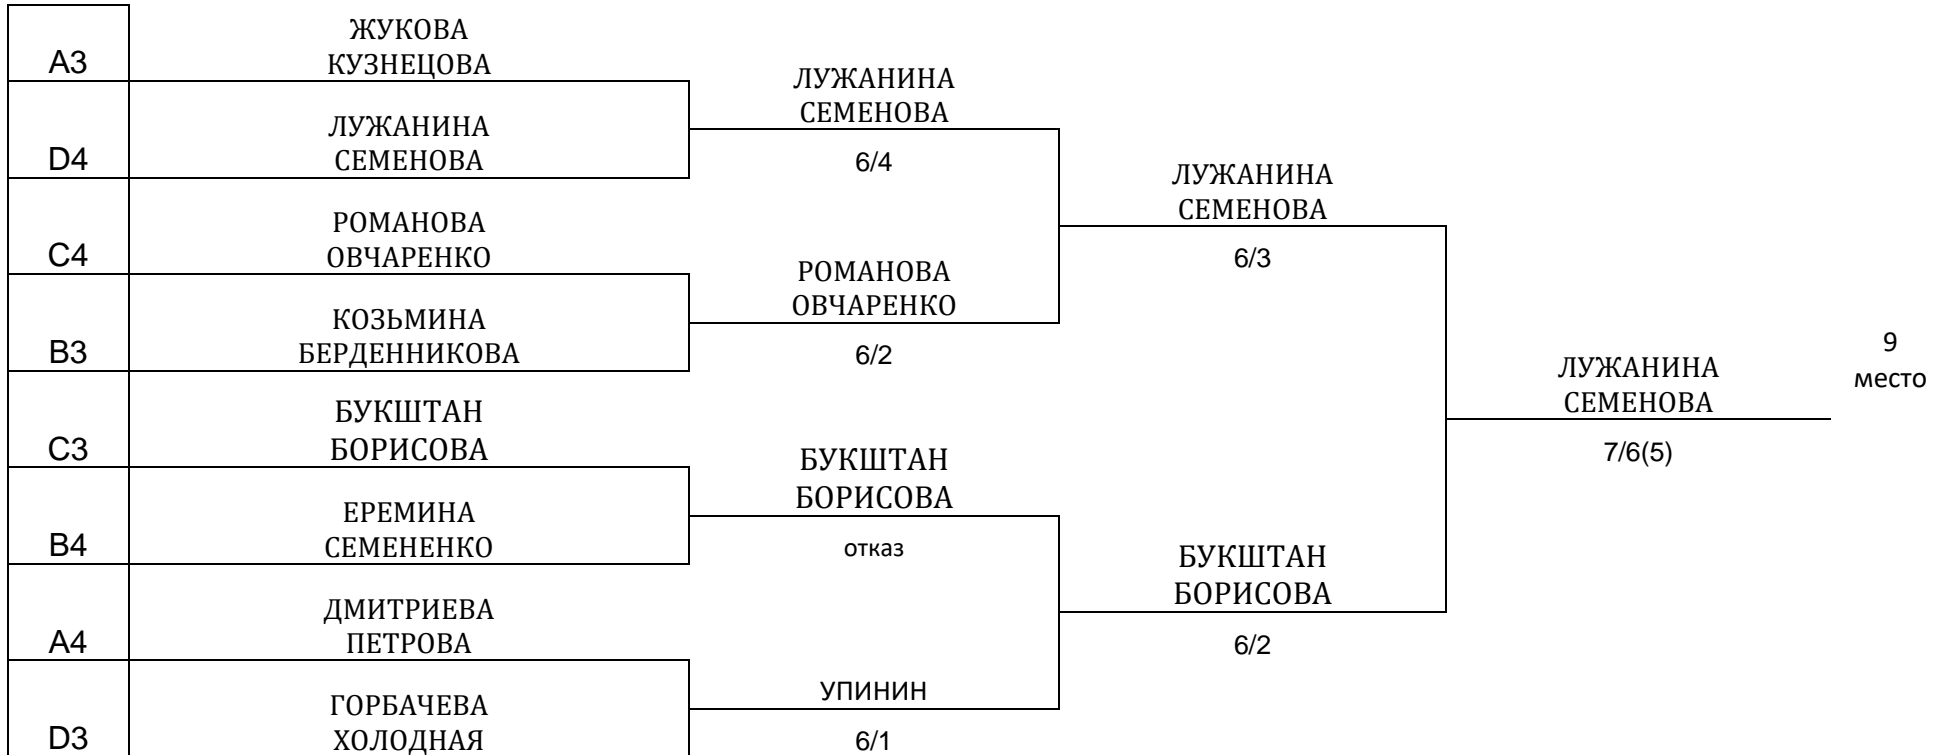 A3
ЖУКОВА
КУЗНЕЦОВА
D4
ЛУЖАНИНА
СЕМЕНОВА
C4
РОМАНОВА
ОВЧАРЕНКО
B3
КОЗЬМИНА
БЕРДЕННИКОВА
C3
БУКШТАН
БОРИСОВА
B4
ЕРЕМИНА
СЕМЕНЕНКО
A4
ДМИТРИЕВА
ПЕТРОВА
D3
ГОРБАЧЕВА
ХОЛОДНАЯ
ЛУЖАНИНА
СЕМЕНОВА
6/4
РОМАНОВА
ОВЧАРЕНКО
6/2
БУКШТАН
БОРИСОВА
отказ
УПИНИН
6/1
ЛУЖАНИНА
СЕМЕНОВА
6/3
БУКШТАН
БОРИСОВА
6/2
ЛУЖАНИНА
СЕМЕНОВА
7/6(5)
9
место